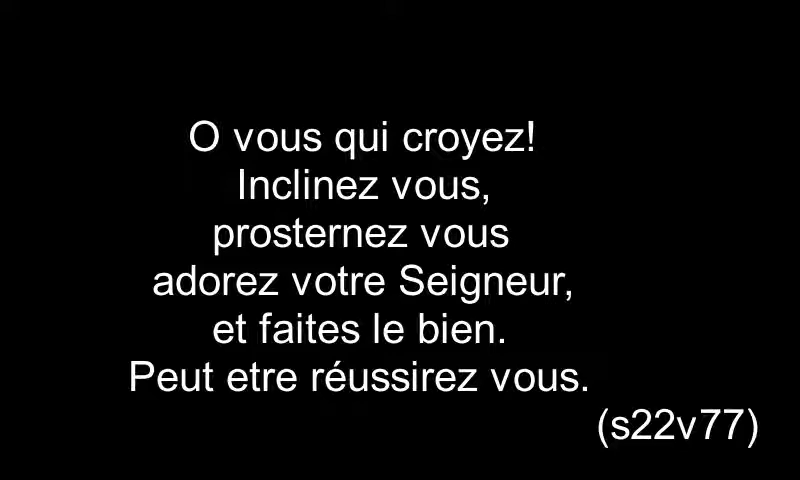 O vous qui croyez!
Inclinez vous,
prosternez vous
adorez votre Seigneur,
et faites le bien.
Peut etre réussirez vous.
(s22v77)